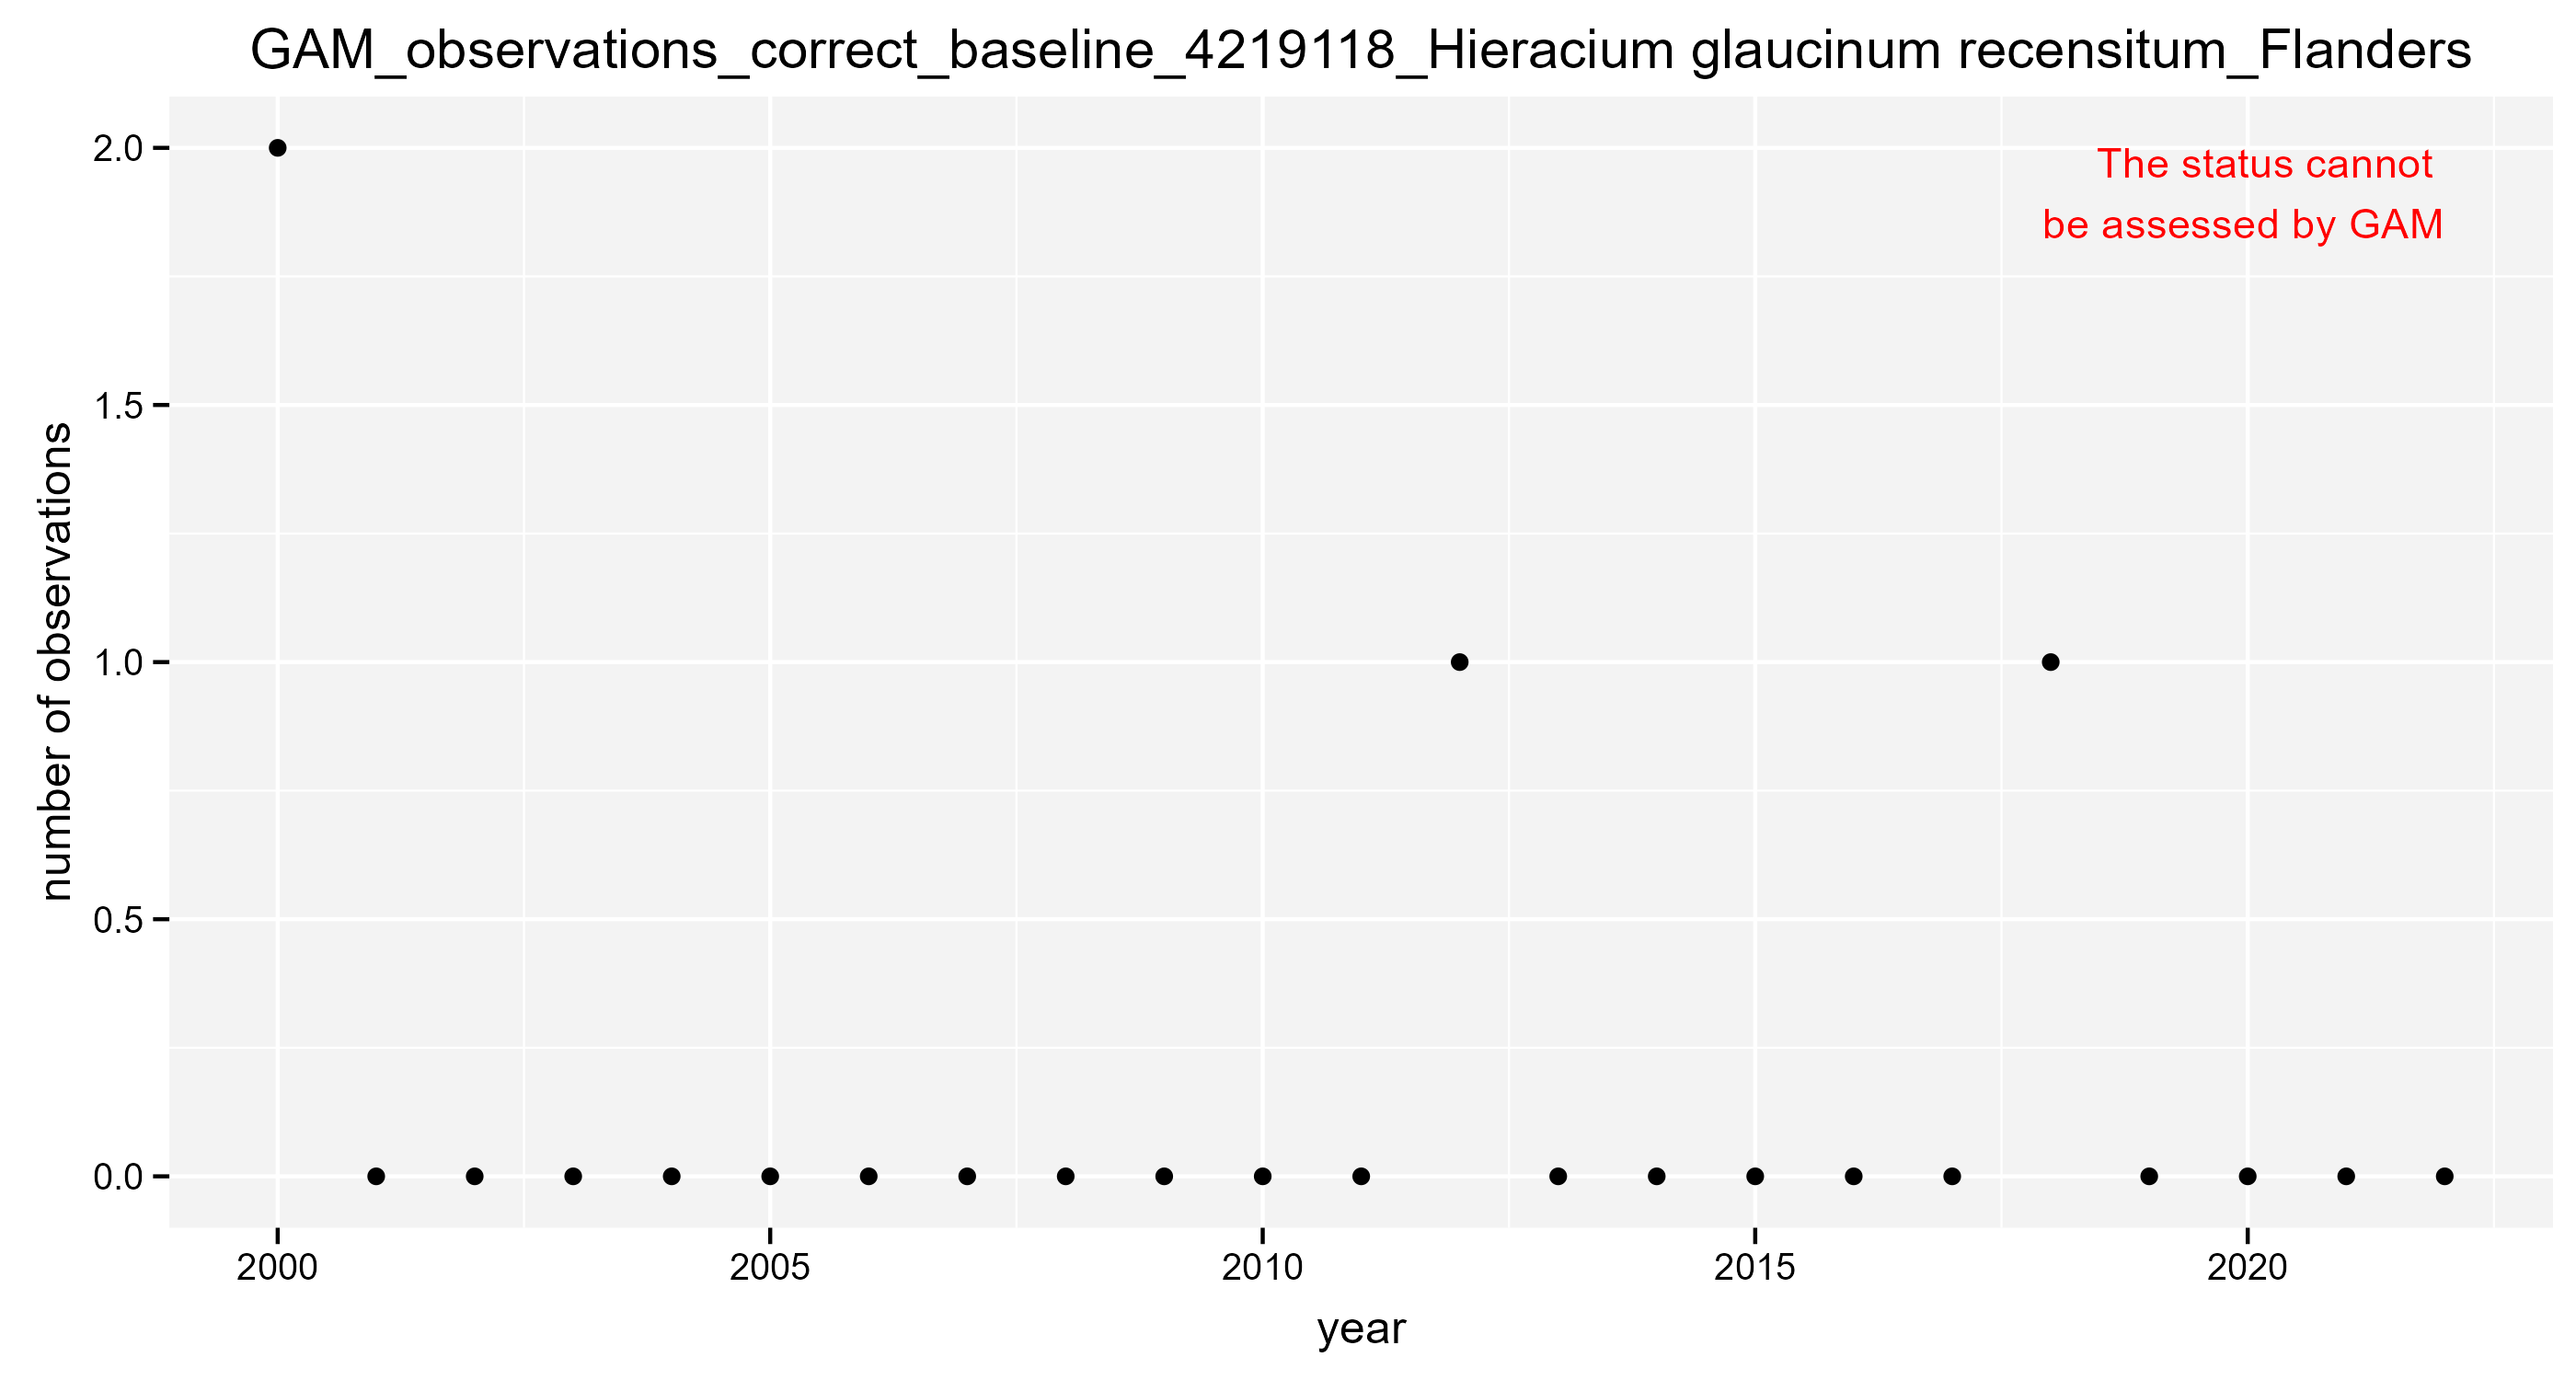 GAM_observations_correct_baseline_4219118_Hieracium glaucinum recensitum_Flanders
The status cannot
be assessed by GAM
2.0
1.5
1.0
0.5
0.0
number of observations
2000 2005 2010 2015 2020
year